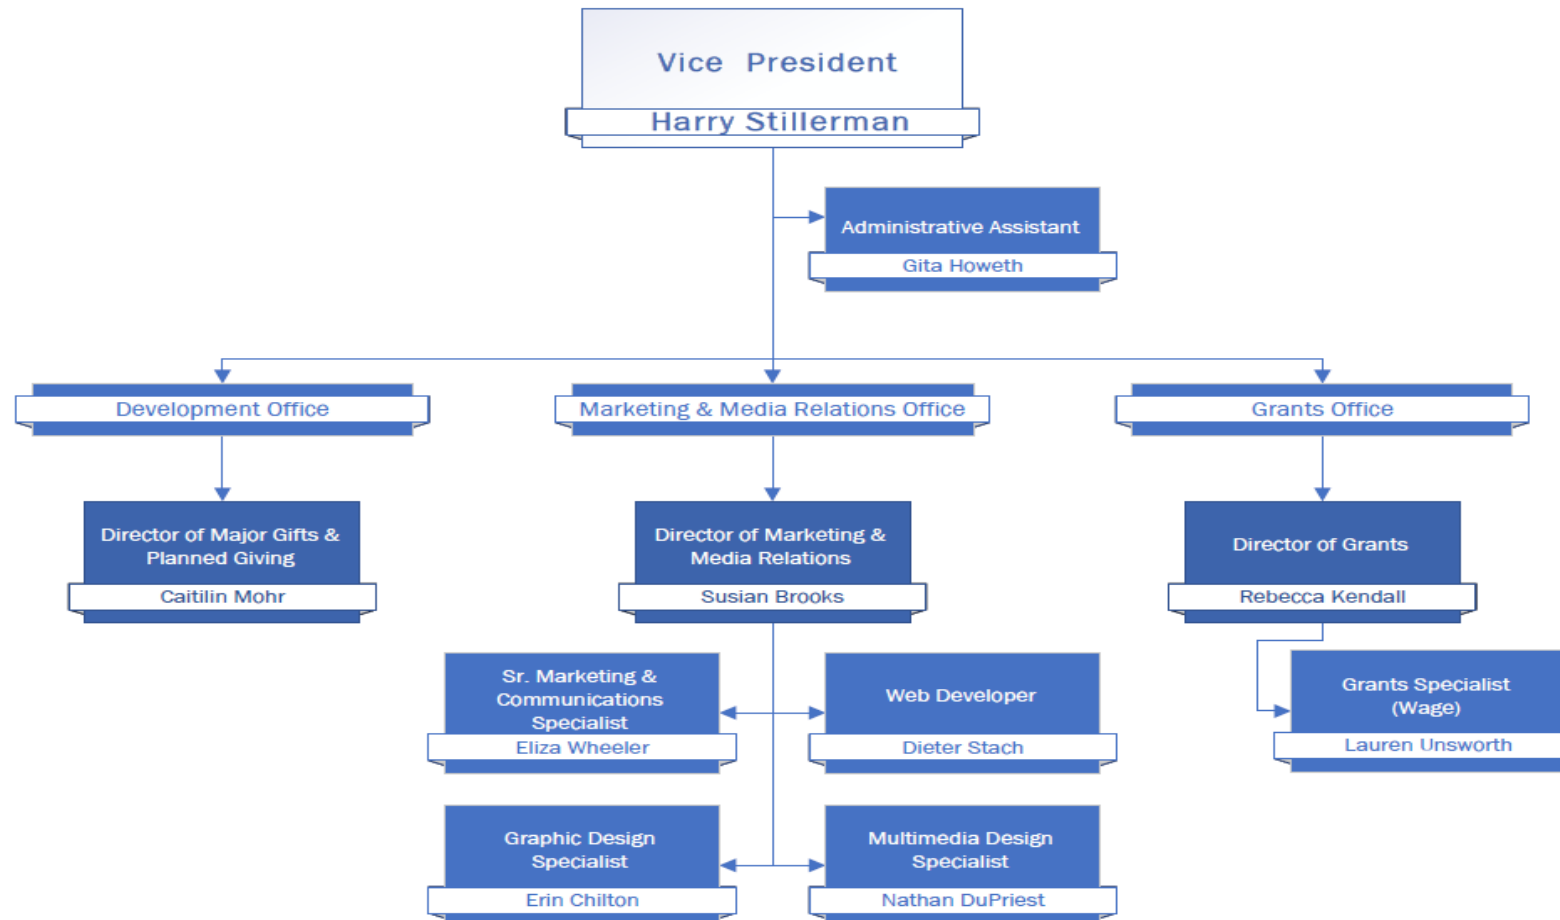 Vice President
Harry Stillerman
Administrative Assistant
Gita Howeth
Development Office
Marketing & Media Relations Office
Grants Office
Director of Major Gifts &
Planned Giving
Caitilin Mohr
Director of Marketing &
Media Relations
Susian Brooks
Director of Grants
Rebecca Kendall
Sr. Marketing &
Communications
Specialist
Eliza Wheeler
Web Developer
Dieter Stach
Grants Specialist
(Wage)
Lauren Unsworth
Graphic Design
Specialist
Erin Chilton
Multimedia Design
Specialist
Nathan DuPriest